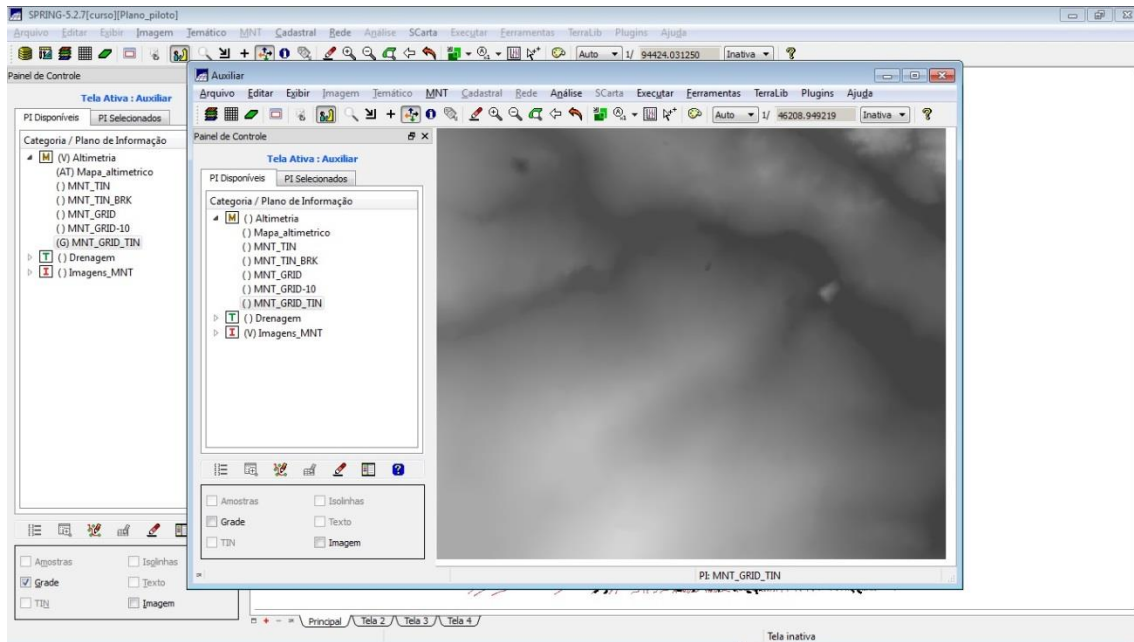 SPRING-5.2.7[curso][Plano_piloto]
Arquivo Editar Exibir Imagem Temático MNT Cadastral Rede Análise SCarta Executar Ferramentas TerraLib Plugins Ajuda
Auto 1/ 94424.031250 Inativa
Painel de Controle
Tela Ativa : Auxiliar
PI Disponíveis PI Selecionados
Categoria / Plano de Informação
M (V) Altimetria
(AT) Mapa_altimetrico
( ) MNT_TIN
( ) MNT_TIN_BRK
( ) MNT_GRID
( ) MNT_GRID-10
(G) MNT_GRID_TIN
T ( ) Drenagem
I ( ) Imagens_MNT
Amostras Isolinhas
Grade Texto
TIN Imagem
Auxiliar
Arquivo Editar Exibir Imagem Temático MNT Cadastral Rede Análise SCarta Executar Ferramentas TerraLib Plugins Ajuda
Auto 1/ 46208.949219 Inativa
Painel de Controle
Tela Ativa : Auxiliar
PI Disponíveis PI Selecionados
Categoria / Plano de Informação
M ( ) Altimetria
( ) Mapa_altimetrico
( ) MNT_TIN
( ) MNT_TIN_BRK
( ) MNT_GRID
( ) MNT_GRID-10
( ) MNT_GRID_TIN
T ( ) Drenagem
I (V) Imagens_MNT
Amostras Isolinhas
Grade Texto
TIN Imagem
PI: MNT_GRID_TIN
Principal Tela 2 Tela 3 Tela 4
Tela inativa